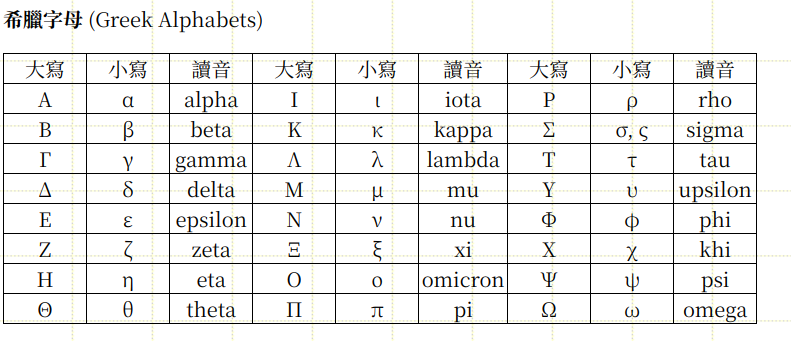 希臘字母 (Greek Alphabets)
大寫 小寫 讀音 大寫 小寫 讀音 大寫 小寫 讀音
Α α alpha Ι ι iota Ρ ρ rho
Β β beta Κ κ kappa Σ σ, ς sigma
Γ γ gamma Λ λ lambda Τ τ tau
Δ δ delta Μ μ mu Υ υ upsilon
Ε ε epsilon Ν ν nu Φ ϕ phi
Ζ ζ zeta Ξ ξ xi Χ χ khi
Η η eta Ο ο omicron Ψ ψ psi
Θ θ theta Π π pi Ω ω omega